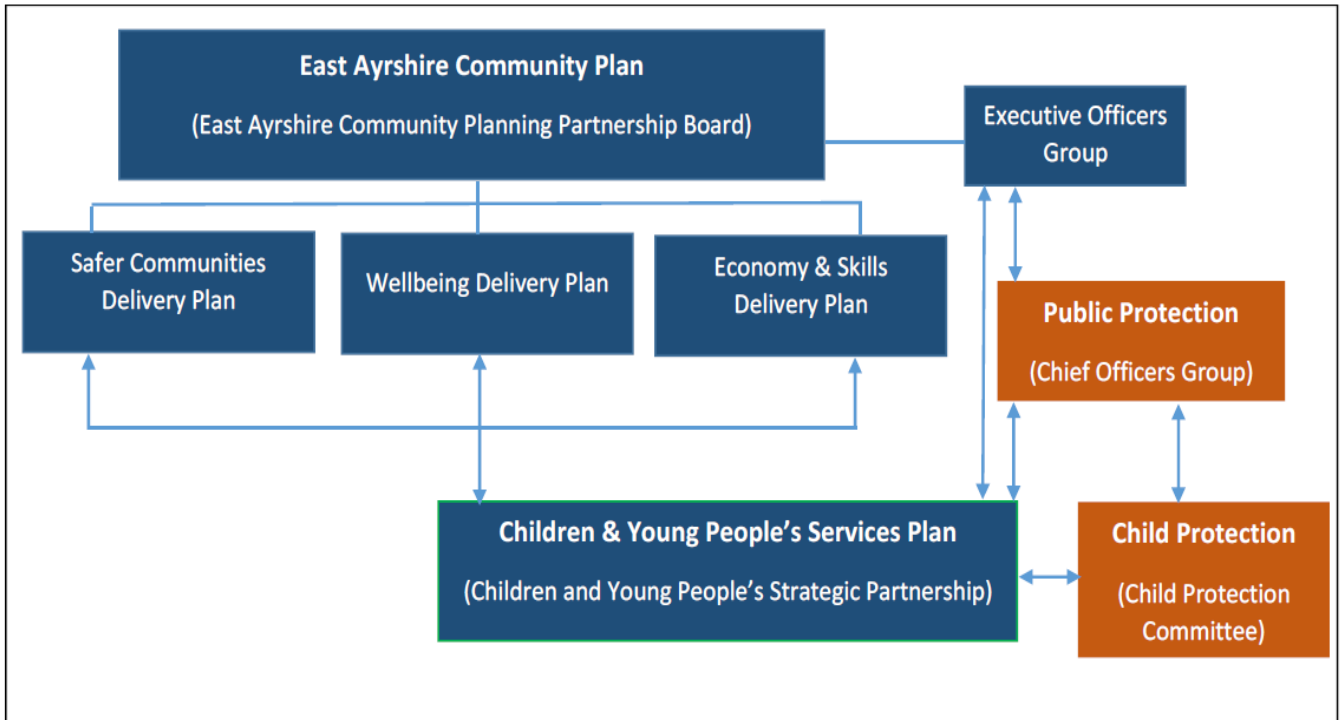 East Ayrshire Community Plan
(East Ayrshire Community Planning Partnership Board)
Executive Officers
Group
Safer Communities
Delivery Plan
Wellbeing Delivery Plan
Economy & Skills
Delivery Plan
Public Protection
(Chief Officers Group)
Children & Young People’s Services Plan
(Children and Young People’s Strategic Partnership)
Child Protection
(Child Protection
Committee)